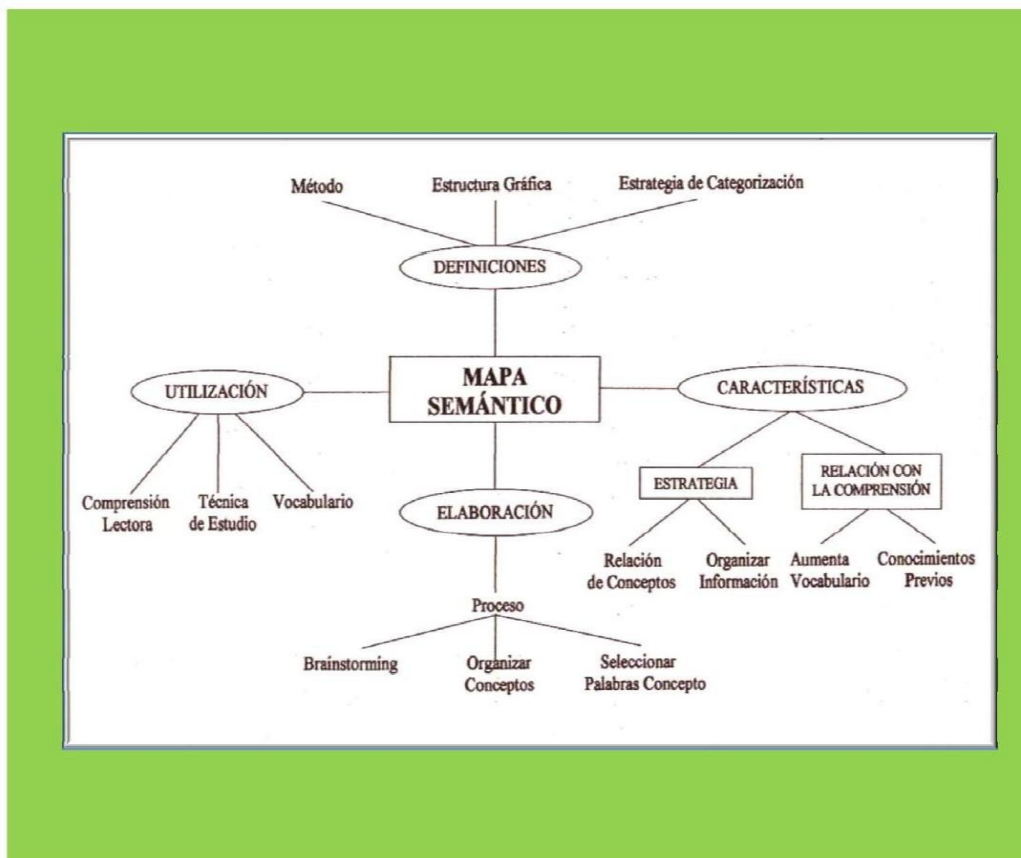 Método
Estructura Gráfica
Estrategia de Categorización
DEFINICIONES
MAPA
SEMÁNTICO
UTILIZACIÓN
CARACTERÍSTICAS
Comprensión
Lectora
Técnica
de Estudio
Vocabulario
ELABORACIÓN
ESTRATEGIA
RELACIÓN CON
LA COMPRENSIÓN
Relación
de Conceptos
Organizar
Información
Aumenta
Vocabulario
Conocimientos
Previos
Proceso
Brainstorming
Organizar
Conceptos
Seleccionar
Palabras Concepto